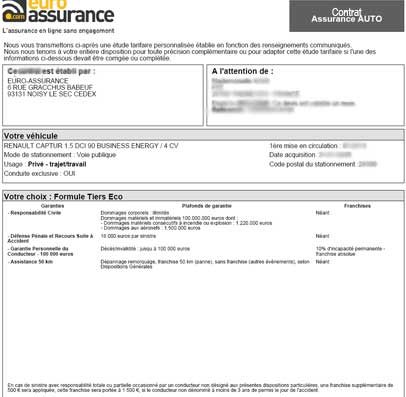 euro
assurance
.com
L'assurance en ligne sans engagement
Contrat
Assurance AUTO
Nous vous transmettons ci-après une étude tarifaire personnalisée établie en fonction des renseignements communiqués.
Nous nous tenons à votre entière disposition pour toute précision complémentaire ou pour adapter cette étude tarifaire si l'une des
informations ci-dessous devait être corrigée ou complétée.
est établi par :
EURO-ASSURANCE
6 RUE GRACCHUS BABEUF
93131 NOISY LE SEC CEDEX
A l'attention de :
Votre véhicule
RENAULT CAPTUR 1.5 DCI 90 BUSINESS ENERGY / 4 CV
Mode de stationnement : Voie publique
Usage : Privé - trajet/travail
Conduite exclusive : OUI
1ère mise en circulation :
Date acquisition :
Code postal du stationnement :
Votre choix : Formule Tiers Eco
Garanties Plafonds de garantie Franchises
- Responsabilité Civile Dommages corporels : illimités Néant
Dommages matériels et immatériels 100.000.000 euros dont :
- Dommages matériels consécutifs à incendie ou explosion : 1.220.000 euros
- Dommages aux aéronefs : 1.500.000 euros
- Défense Pénale et Recours Suite à Accident 16 000 euros par sinistre Néant
- Garantie Personnelle du Conducteur - 100 000 euros Décès/invalidité : jusqu'à 100 000 euros 10% d'incapacité permanente - franchise absolue
- Assistance 50 km Dépannage remorquage, franchise 50 km (panne), sans franchise (autres événements), selon Dispositions Générales Néant
En cas de sinistre avec responsabilité totale ou partielle occasionné par un conducteur non désigné aux présentes dispositions particulières, une franchise supplémentaire de
500 € sera appliquée, cette franchise sera portée à 1 500 €, si le conducteur non dénommé à moins de 3 ans de permis le jour de l'accident.